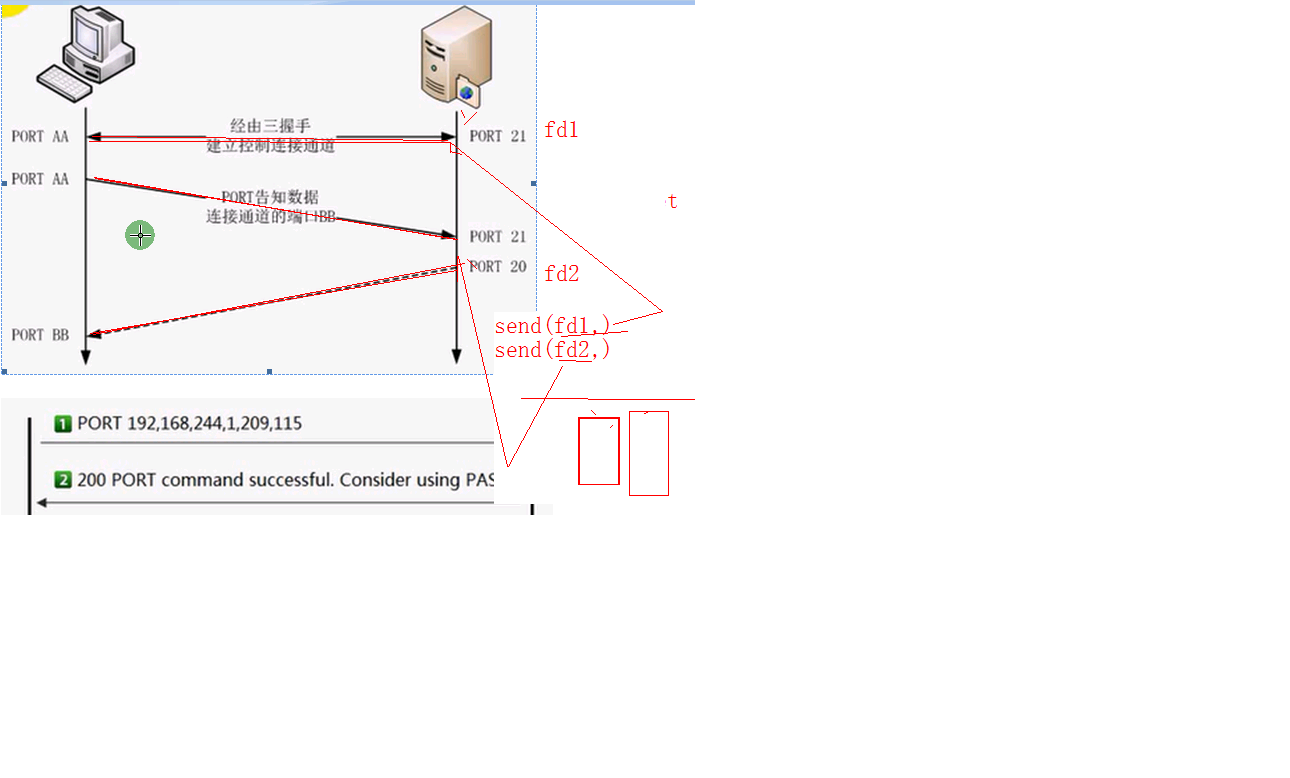 PORT AA
经由三握手
建立控制连接通道
PORT 21
fd1
PORT AA
PORT告知数据
连接通道的端口BB
t
PORT 21
PORT 20
fd2
PORT BB
send(fd1,)
send(fd2,)
1 PORT 192,168,244,1,209,115
2 200 PORT command successful. Consider using PAS